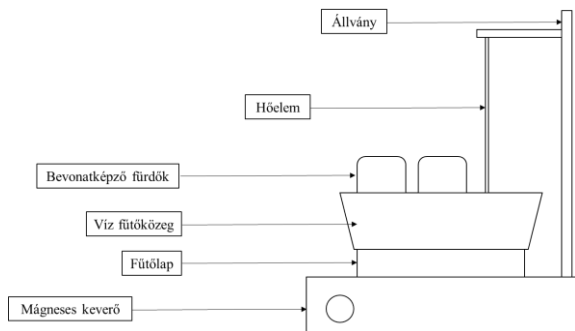 Állvány
Hőelem
Bevonatképző fürdők
Víz fűtőközeg
Fűtőlap
Mágneses keverő